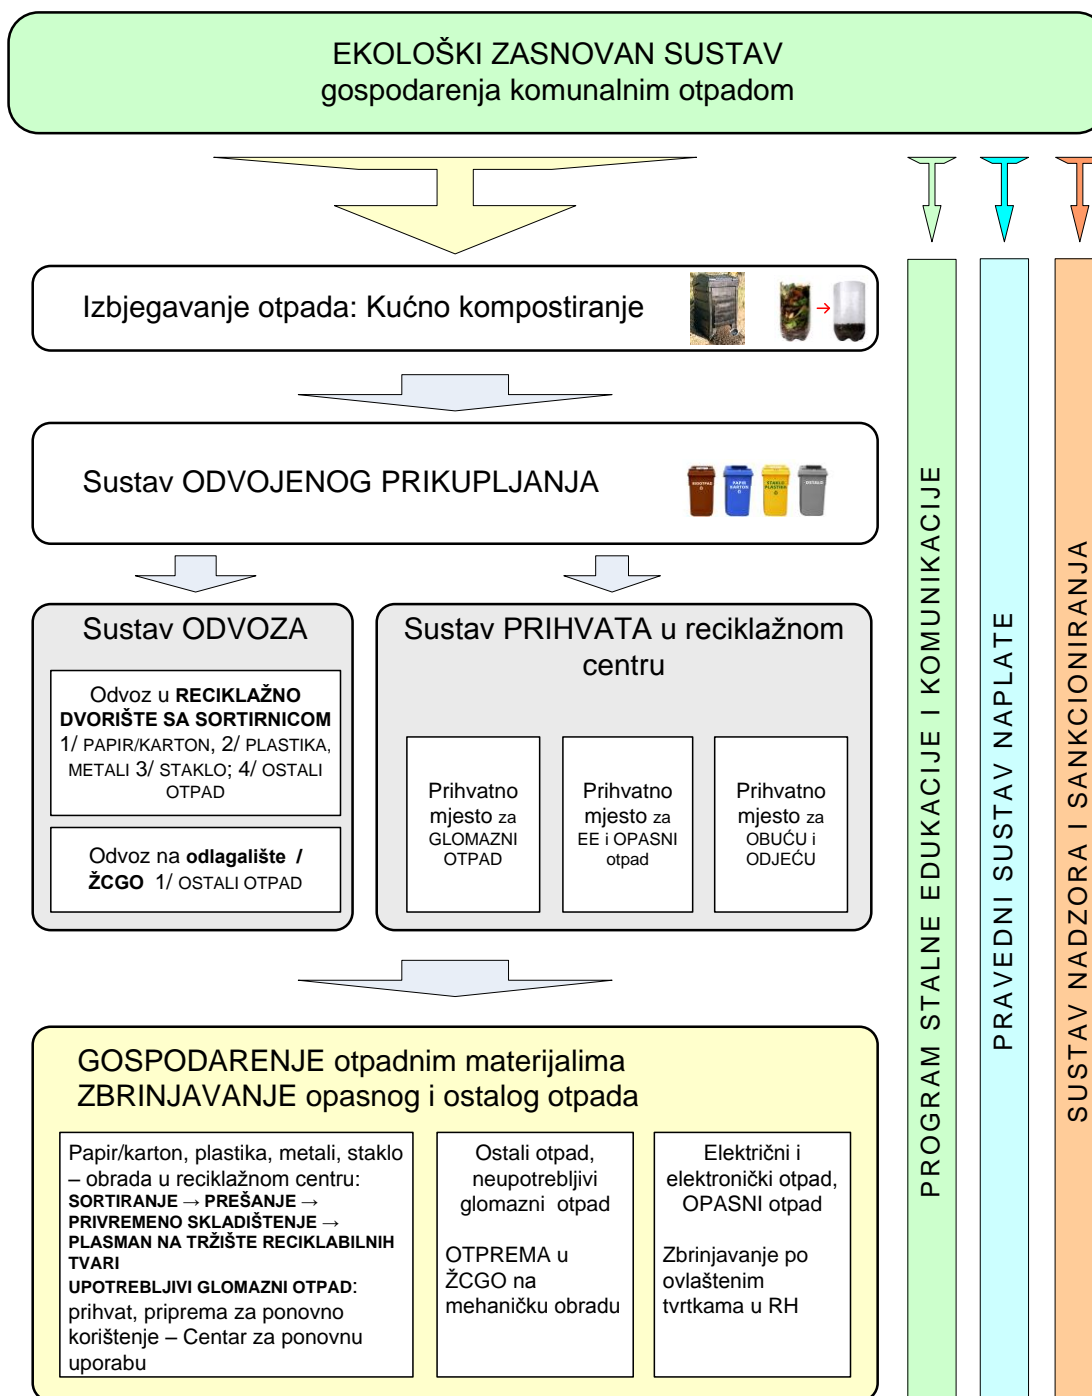 EKOLOŠKI ZASNOVAN SUSTAV
gospodarenja komunalnim otpadom
Izbjegavanje otpada: Kućno kompostiranje
Sustav ODVOJENOG PRIKUPLJANJA
PAPIR
KARTON
STAKLO
PLASTIKA
OSTALO
Sustav ODVOZA
Odvoz u RECIKLAŽNO
DVORIŠTE SA SORTIRNICOM
1/ PAPIR/KARTON, 2/ PLASTIKA,
METALI 3/ STAKLO; 4/ OSTALI
OTPAD
Odvoz na odlagalište /
ŽCGO 1/ OSTALI OTPAD
Sustav PRIHVATA u reciklažnom
centru
Prihvatno
mjesto za
GLOMAZNI
OTPAD
Prihvatno
mjesto za
EE i OPASNI
otpad
Prihvatno
mjesto za
OBUĆU i
ODJEĆU
GOSPODARENJE otpadnim materijalima
ZBRINJAVANJE opasnog i ostalog otpada
Papir/karton, plastika, metali, staklo
– obrada u reciklažnom centru:
SORTIRANJE → PREŠANJE →
PRIVREMENO SKLADIŠTENJE →
PLASMAN NA TRŽIŠTE RECIKLABILNIH
TVARI
UPOTREBLJIVI GLOMAZNI OTPAD:
prihvat, priprema za ponovno
korištenje – Centar za ponovnu
uporabu
Ostali otpad,
neupotrebljivi
glomazni otpad
OTPREMA u
ŽCGO na
mehaničku obradu
Električni i
elektronički otpad,
OPASNI otpad
Zbrinjavanje po
ovlaštenim
tvrtkama u RH
PROGRAM STALNE EDUKACIJE I KOMUNIKACIJE
PRAVEDNI SUSTAV NAPLATE
SUSTAV NADZORA I SANKCIONIRANJA